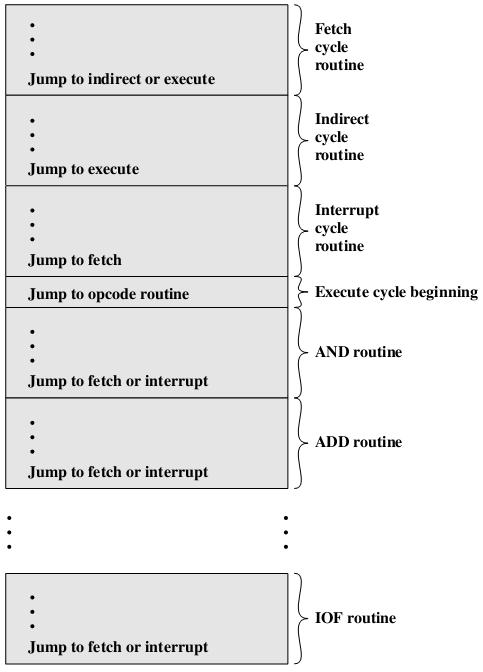 Fetch
cycle
routine
Jump to indirect or execute
Indirect
cycle
routine
Jump to execute
Interrupt
cycle
routine
Jump to fetch
Jump to opcode routine
Execute cycle beginning
AND routine
Jump to fetch or interrupt
ADD routine
Jump to fetch or interrupt
IOF routine
Jump to fetch or interrupt